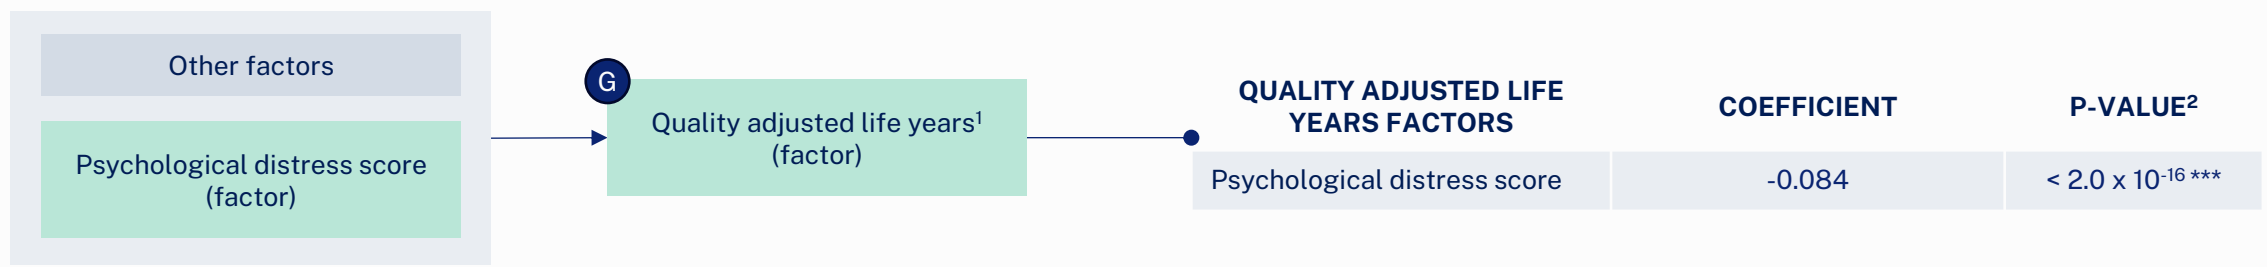 Other factors
Psychological distress score
(factor)
G
Quality adjusted life years¹
(factor)
QUALITY ADJUSTED LIFE
YEARS FACTORS
COEFFICIENT
P-VALUE²
Psychological distress score
-0.084
< 2.0 x 10⁻¹⁶ ***